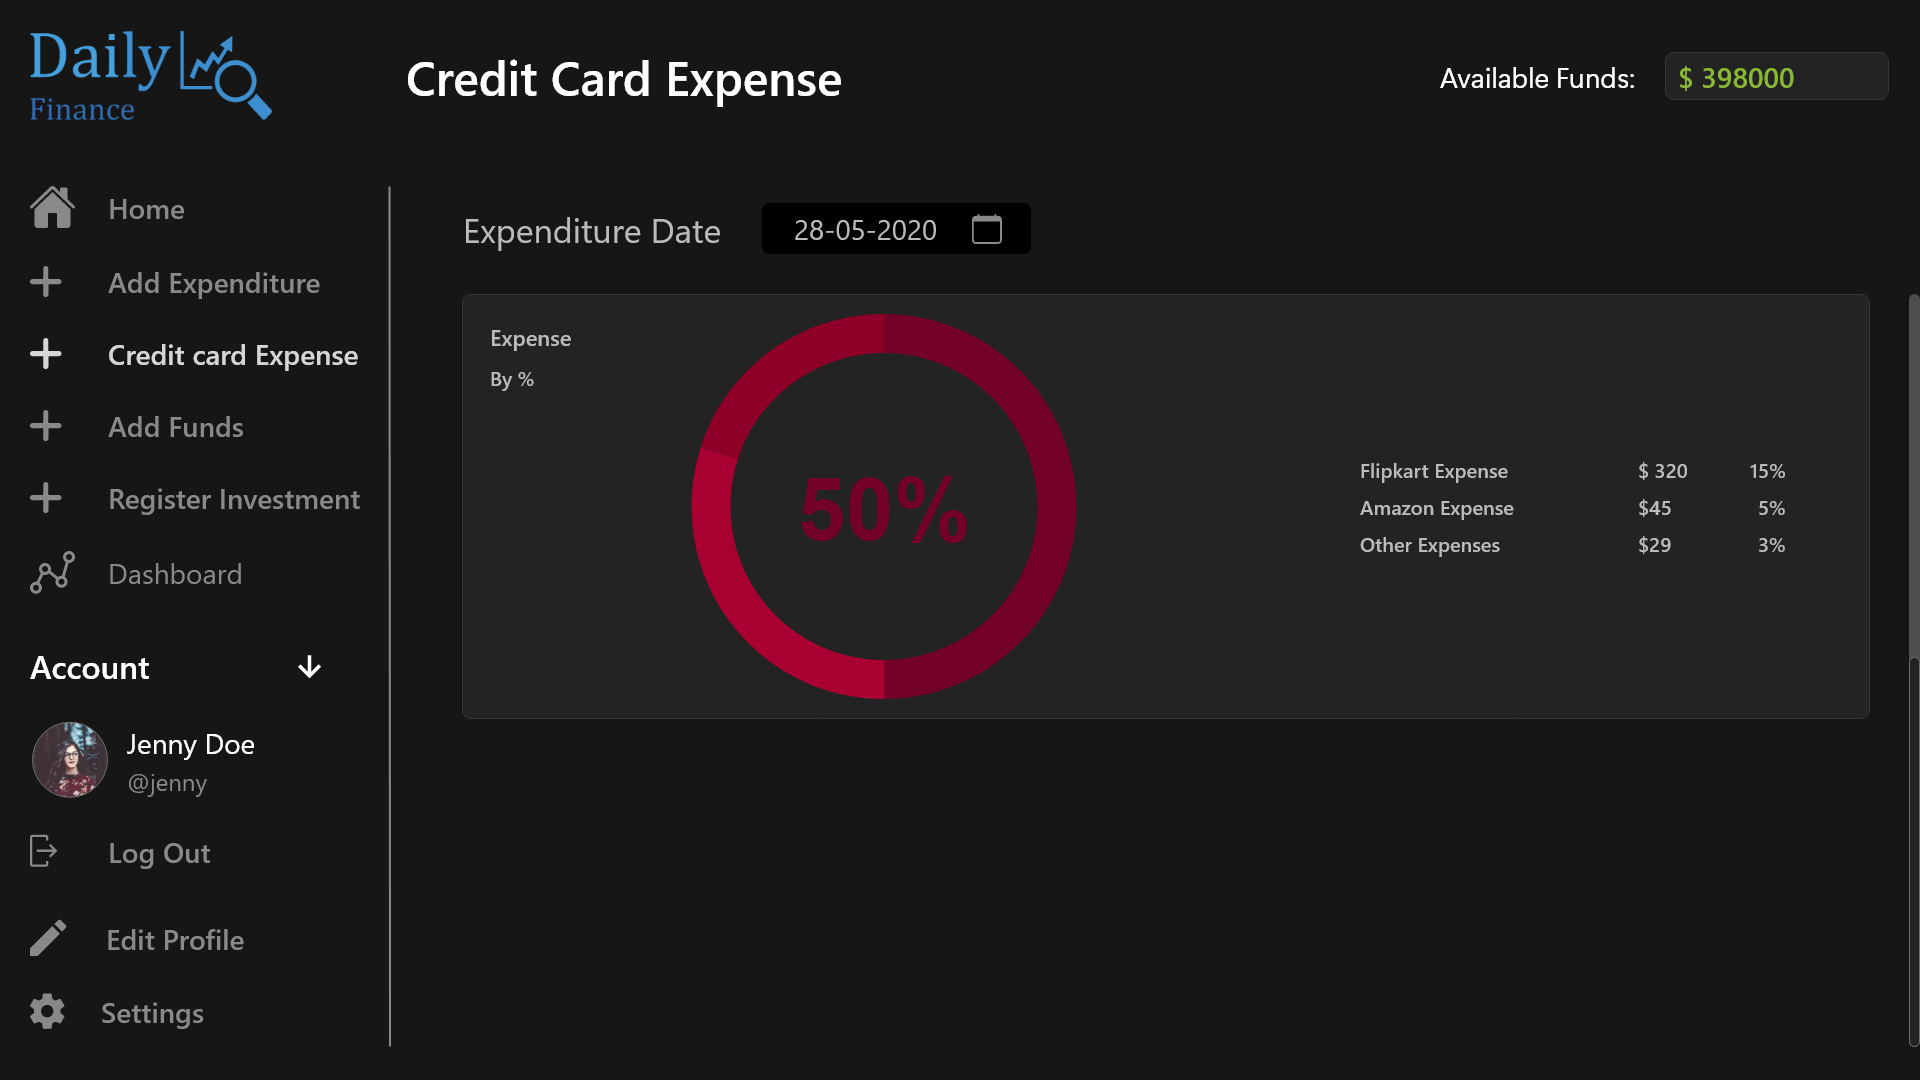 Daily
Finance
Credit Card Expense
Available Funds:
$ 398000
Home
Add Expenditure
Credit card Expense
Add Funds
Register Investment
Dashboard
Account
Jenny Doe
@jenny
Log Out
Edit Profile
Settings
Expenditure Date
28-05-2020
Expense
By %
50%
Flipkart Expense $ 320 15%
Amazon Expense $45 5%
Other Expenses $29 3%